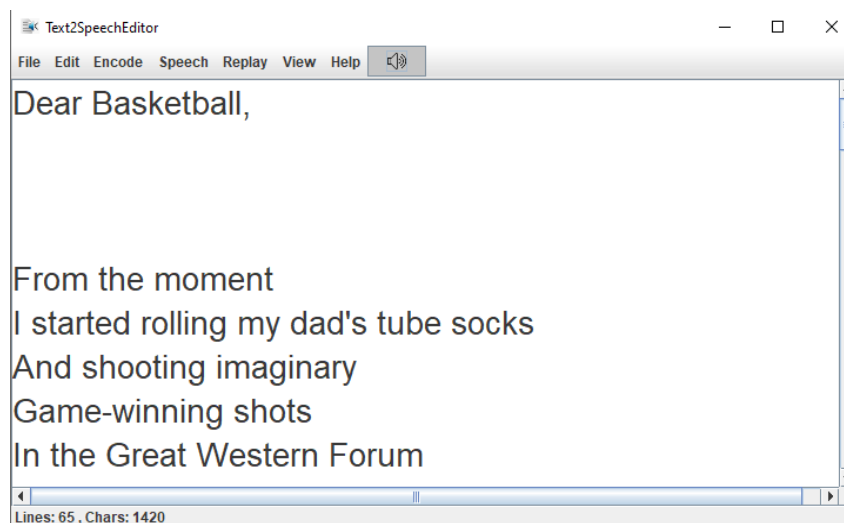 Text2SpeechEditor
File Edit Encode Speech Replay View Help
Dear Basketball,
From the moment
I started rolling my dad's tube socks
And shooting imaginary
Game-winning shots
In the Great Western Forum
Lines: 65 , Chars: 1420